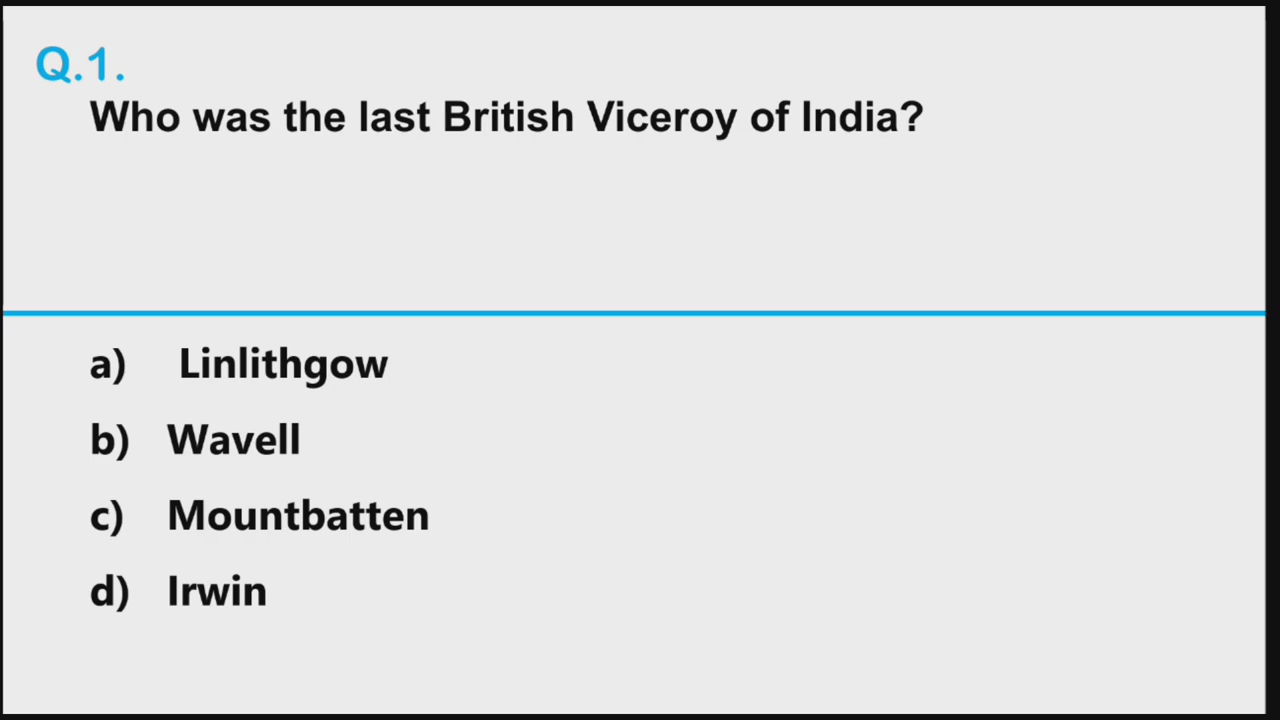 Q.1.
Who was the last British Viceroy of India?
a) Linlithgow
b) Wavell
c) Mountbatten
d) Irwin